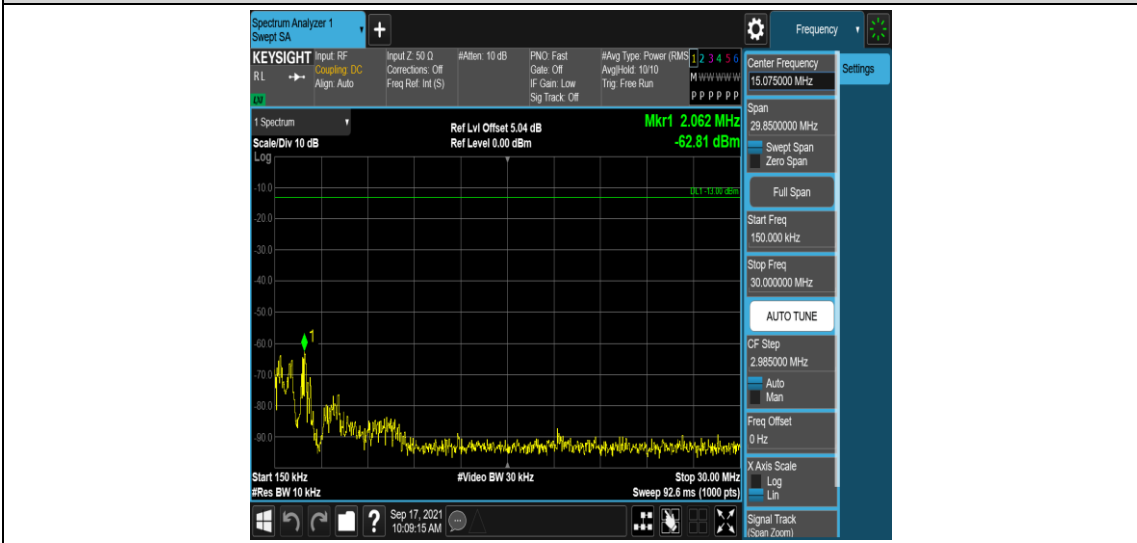 Spectrum Analyzer 1
Swept SA
+
Frequency
KEYSIGHT
RL
LXI
Input: RF
Coupling: DC
Align: Auto
Input Z: 50 Ω
Corrections: Off
Freq Ref: Int (S)
#Atten: 10 dB
PNO: Fast
Gate: Off
IF Gain: Low
Sig Track: Off
#Avg Type: Power (RMS
Avg|Hold: 10/10
Trig: Free Run
1 2 3 4 5 6
M W W W W W
P P P P P P
Center Frequency
15.075000 MHz
Settings
Span
29.8500000 MHz
Swept Span
Zero Span
Full Span
Start Freq
150.000 kHz
Stop Freq
30.000000 MHz
AUTO TUNE
CF Step
2.985000 MHz
Auto
Man
Freq Offset
0 Hz
X Axis Scale
Log
Lin
Signal Track
(Span Zoom)
1 Spectrum
Scale/Div 10 dB
Log
Ref Lvl Offset 5.04 dB
Ref Level 0.00 dBm
Mkr1 2.062 MHz
-62.81 dBm
DL1 -13.00 dBm
-10.0
-20.0
-30.0
-40.0
-50.0
-60.0
-70.0
-80.0
-90.0
1
Start 150 kHz
#Res BW 10 kHz
#Video BW 30 kHz
Stop 30.00 MHz
Sweep 92.6 ms (1000 pts)
?
Sep 17, 2021
10:09:15 AM